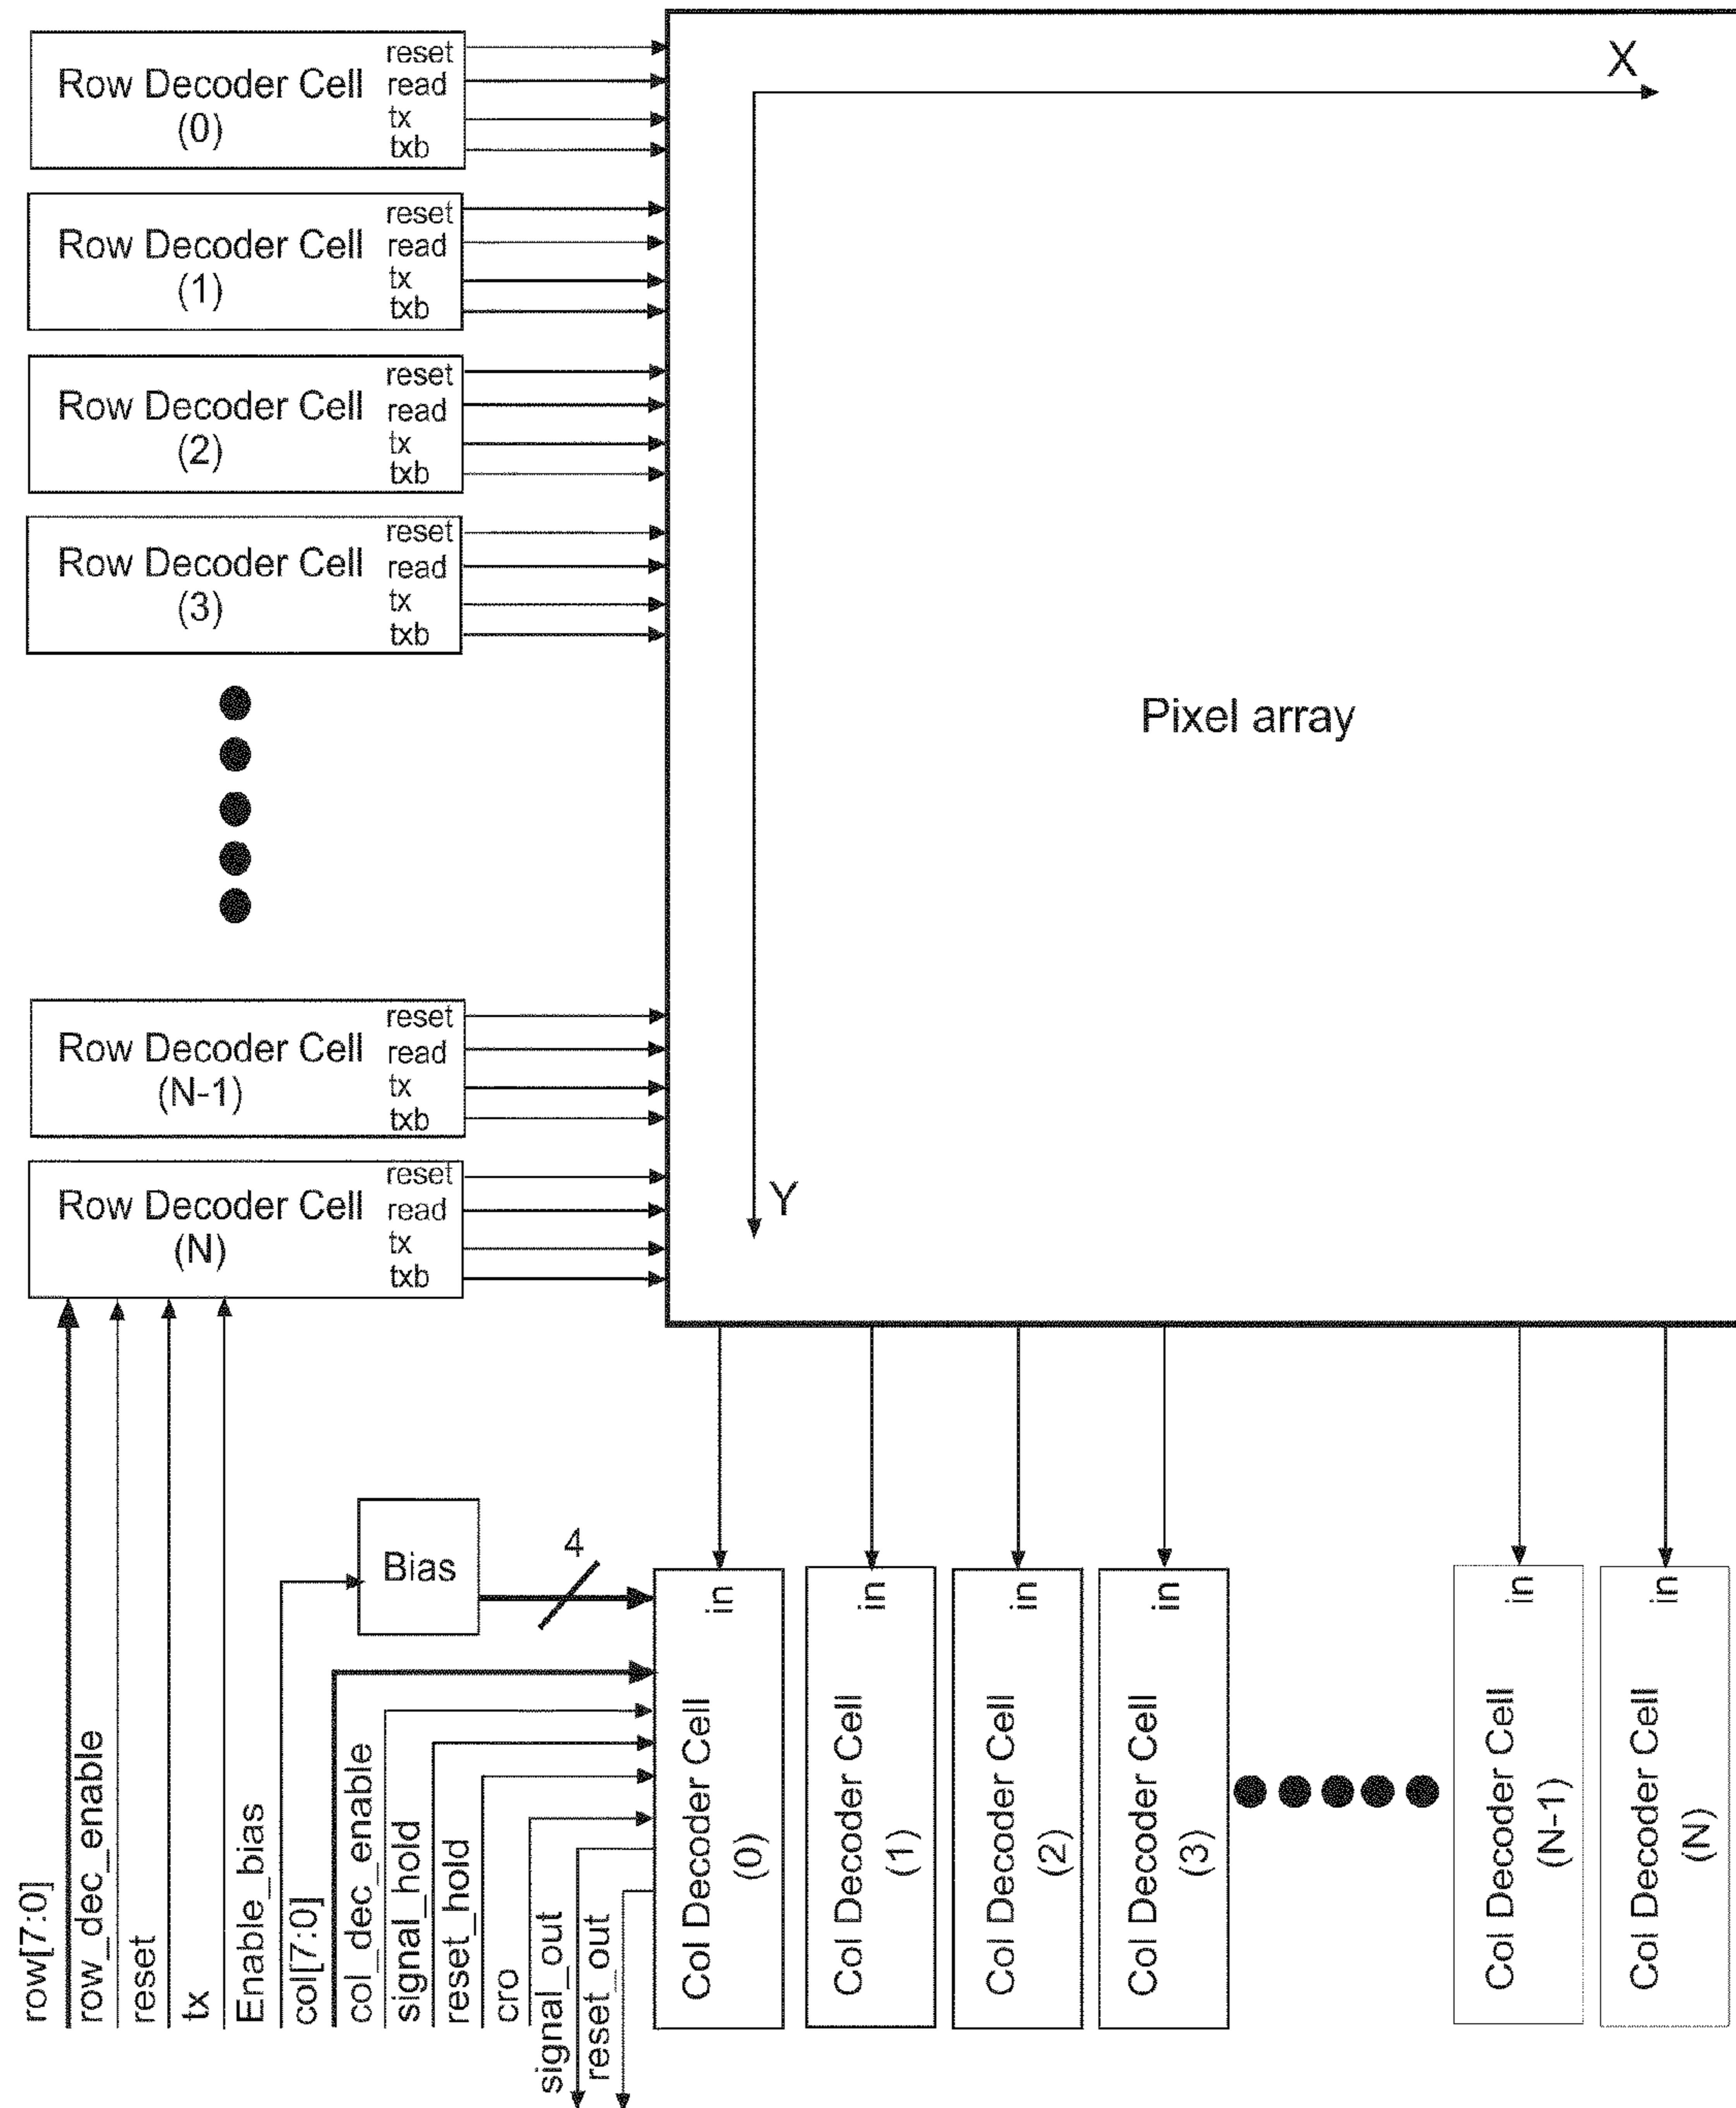 Row Decoder Cell
(0)
reset
read
tx
txb
Row Decoder Cell
(1)
reset
read
tx
txb
Row Decoder Cell
(2)
reset
read
tx
txb
Row Decoder Cell
(3)
reset
read
tx
txb
Row Decoder Cell
(N-1)
reset
read
tx
txb
Row Decoder Cell
(N)
reset
read
tx
txb
X
Pixel array
Y
Bias
4
row[7:0]
row_dec_enable
reset
tx
Enable_bias
col[7:0]
col_dec_enable
signal_hold
reset_hold
cro
signal_out
reset_out
in
Col Decoder Cell
(0)
in
Col Decoder Cell
(1)
in
Col Decoder Cell
(2)
in
Col Decoder Cell
(3)
in
Col Decoder Cell
(N-1)
in
Col Decoder Cell
(N)